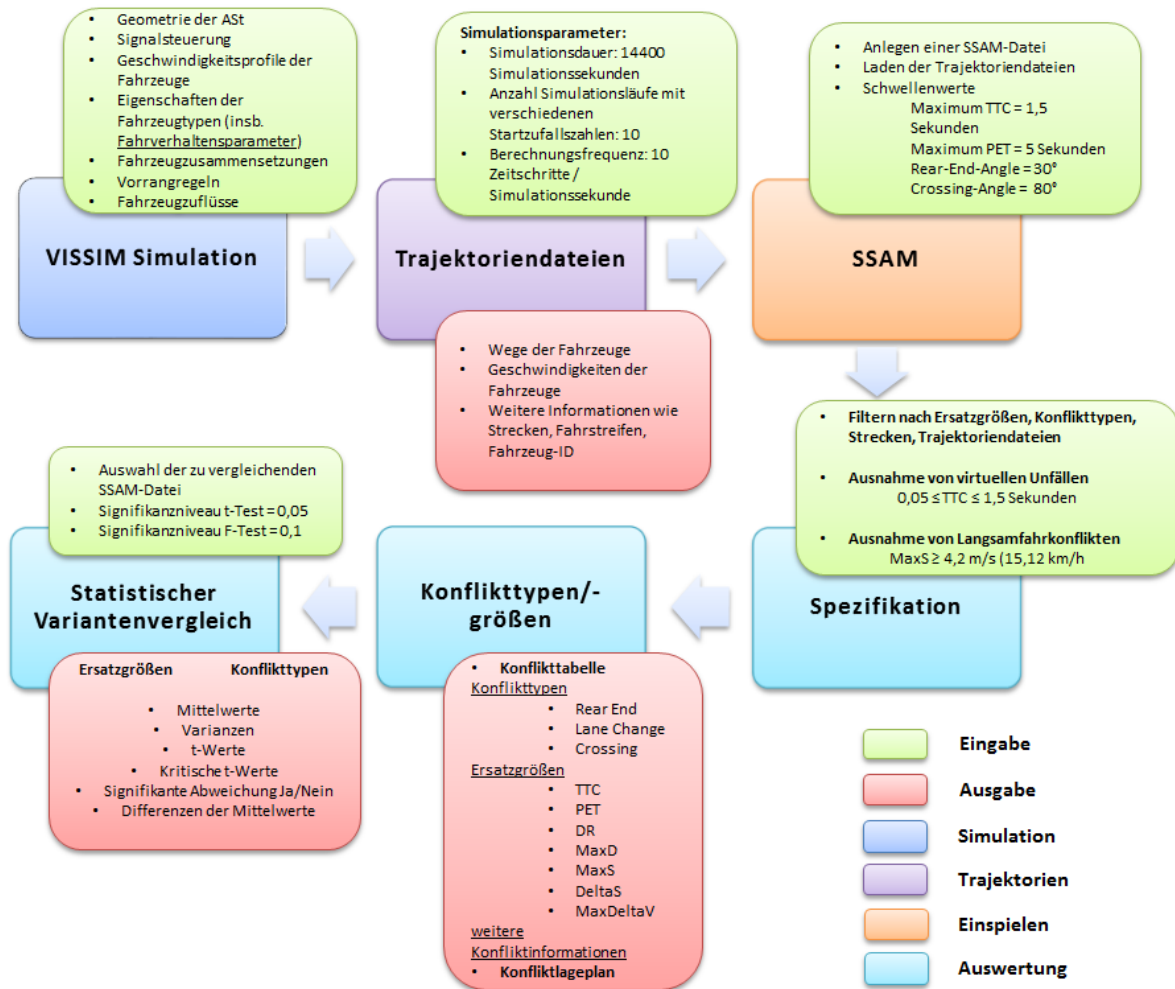 • Geometrie der ASt
• Signalsteuerung
• Geschwindigkeitsprofile der
Fahrzeuge
• Eigenschaften der
Fahrzeugtypen (insb.
Fahrverhaltensparameter)
• Fahrzeugzusammensetzungen
• Vorrangregeln
• Fahrzeugzuflüsse
VISSIM Simulation
Simulationsparameter:
• Simulationsdauer: 14400
Simulationssekunden
• Anzahl Simulationsläufe mit
verschiedenen
Startzufallszahlen: 10
• Berechnungsfrequenz: 10
Zeitschritte /
Simulationssekunde
Trajektoriendateien
• Wege der Fahrzeuge
• Geschwindigkeiten der
Fahrzeuge
• Weitere Informationen wie
Strecken, Fahrstreifen,
Fahrzeug-ID
• Anlegen einer SSAM-Datei
• Laden der Trajektoriendateien
• Schwellenwerte
Maximum TTC = 1,5
Sekunden
Maximum PET = 5 Sekunden
Rear-End-Angle = 30°
Crossing-Angle = 80°
SSAM
• Filtern nach Ersatzgrößen, Konflikttypen,
Strecken, Trajektoriendateien
• Ausnahme von virtuellen Unfällen
0,05 ≤ TTC ≤ 1,5 Sekunden
• Ausnahme von Langsamfahrkonflikten
MaxS ≥ 4,2 m/s (15,12 km/h
Spezifikation
Konflikttypen/-
größen
• Konflikttabelle
Konflikttypen
• Rear End
• Lane Change
• Crossing
Ersatzgrößen
• TTC
• PET
• DR
• MaxD
• MaxS
• DeltaS
• MaxDeltaV
weitere
Konfliktinformationen
• Konfliktlageplan
• Auswahl der zu vergleichenden
SSAM-Datei
• Signifikanzniveau t-Test = 0,05
• Signifikanzniveau F-Test = 0,1
Statistischer
Variantenvergleich
Ersatzgrößen Konflikttypen
• Mittelwerte
• Varianzen
• t-Werte
• Kritische t-Werte
• Signifikante Abweichung Ja/Nein
• Differenzen der Mittelwerte
Eingabe
Ausgabe
Simulation
Trajektorien
Einspielen
Auswertung